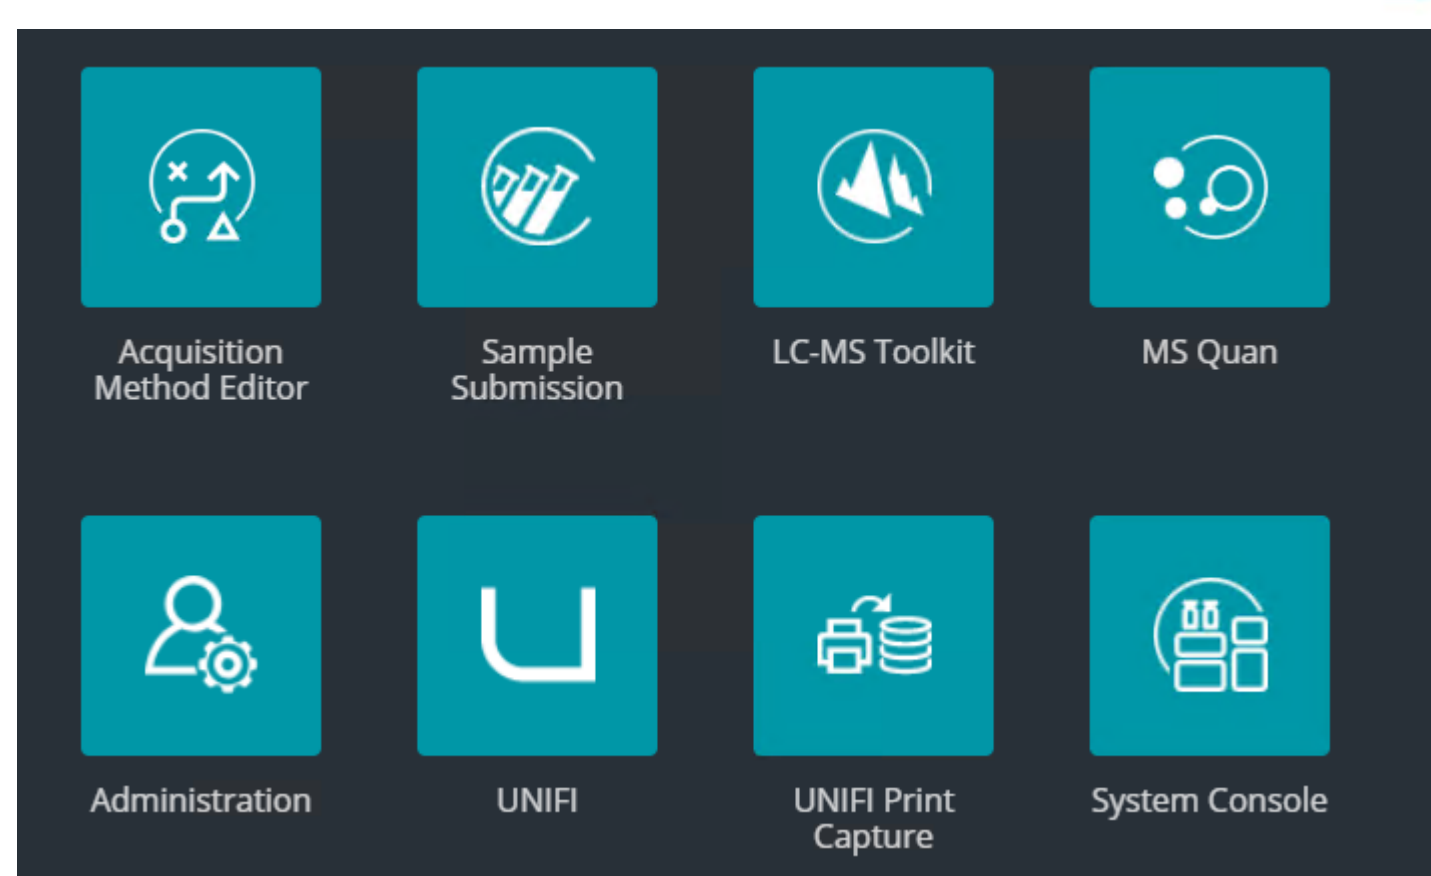 Acquisition
Method Editor
Sample
Submission
LC-MS Toolkit
MS Quan
Administration
UNIFI
UNIFI Print
Capture
System Console